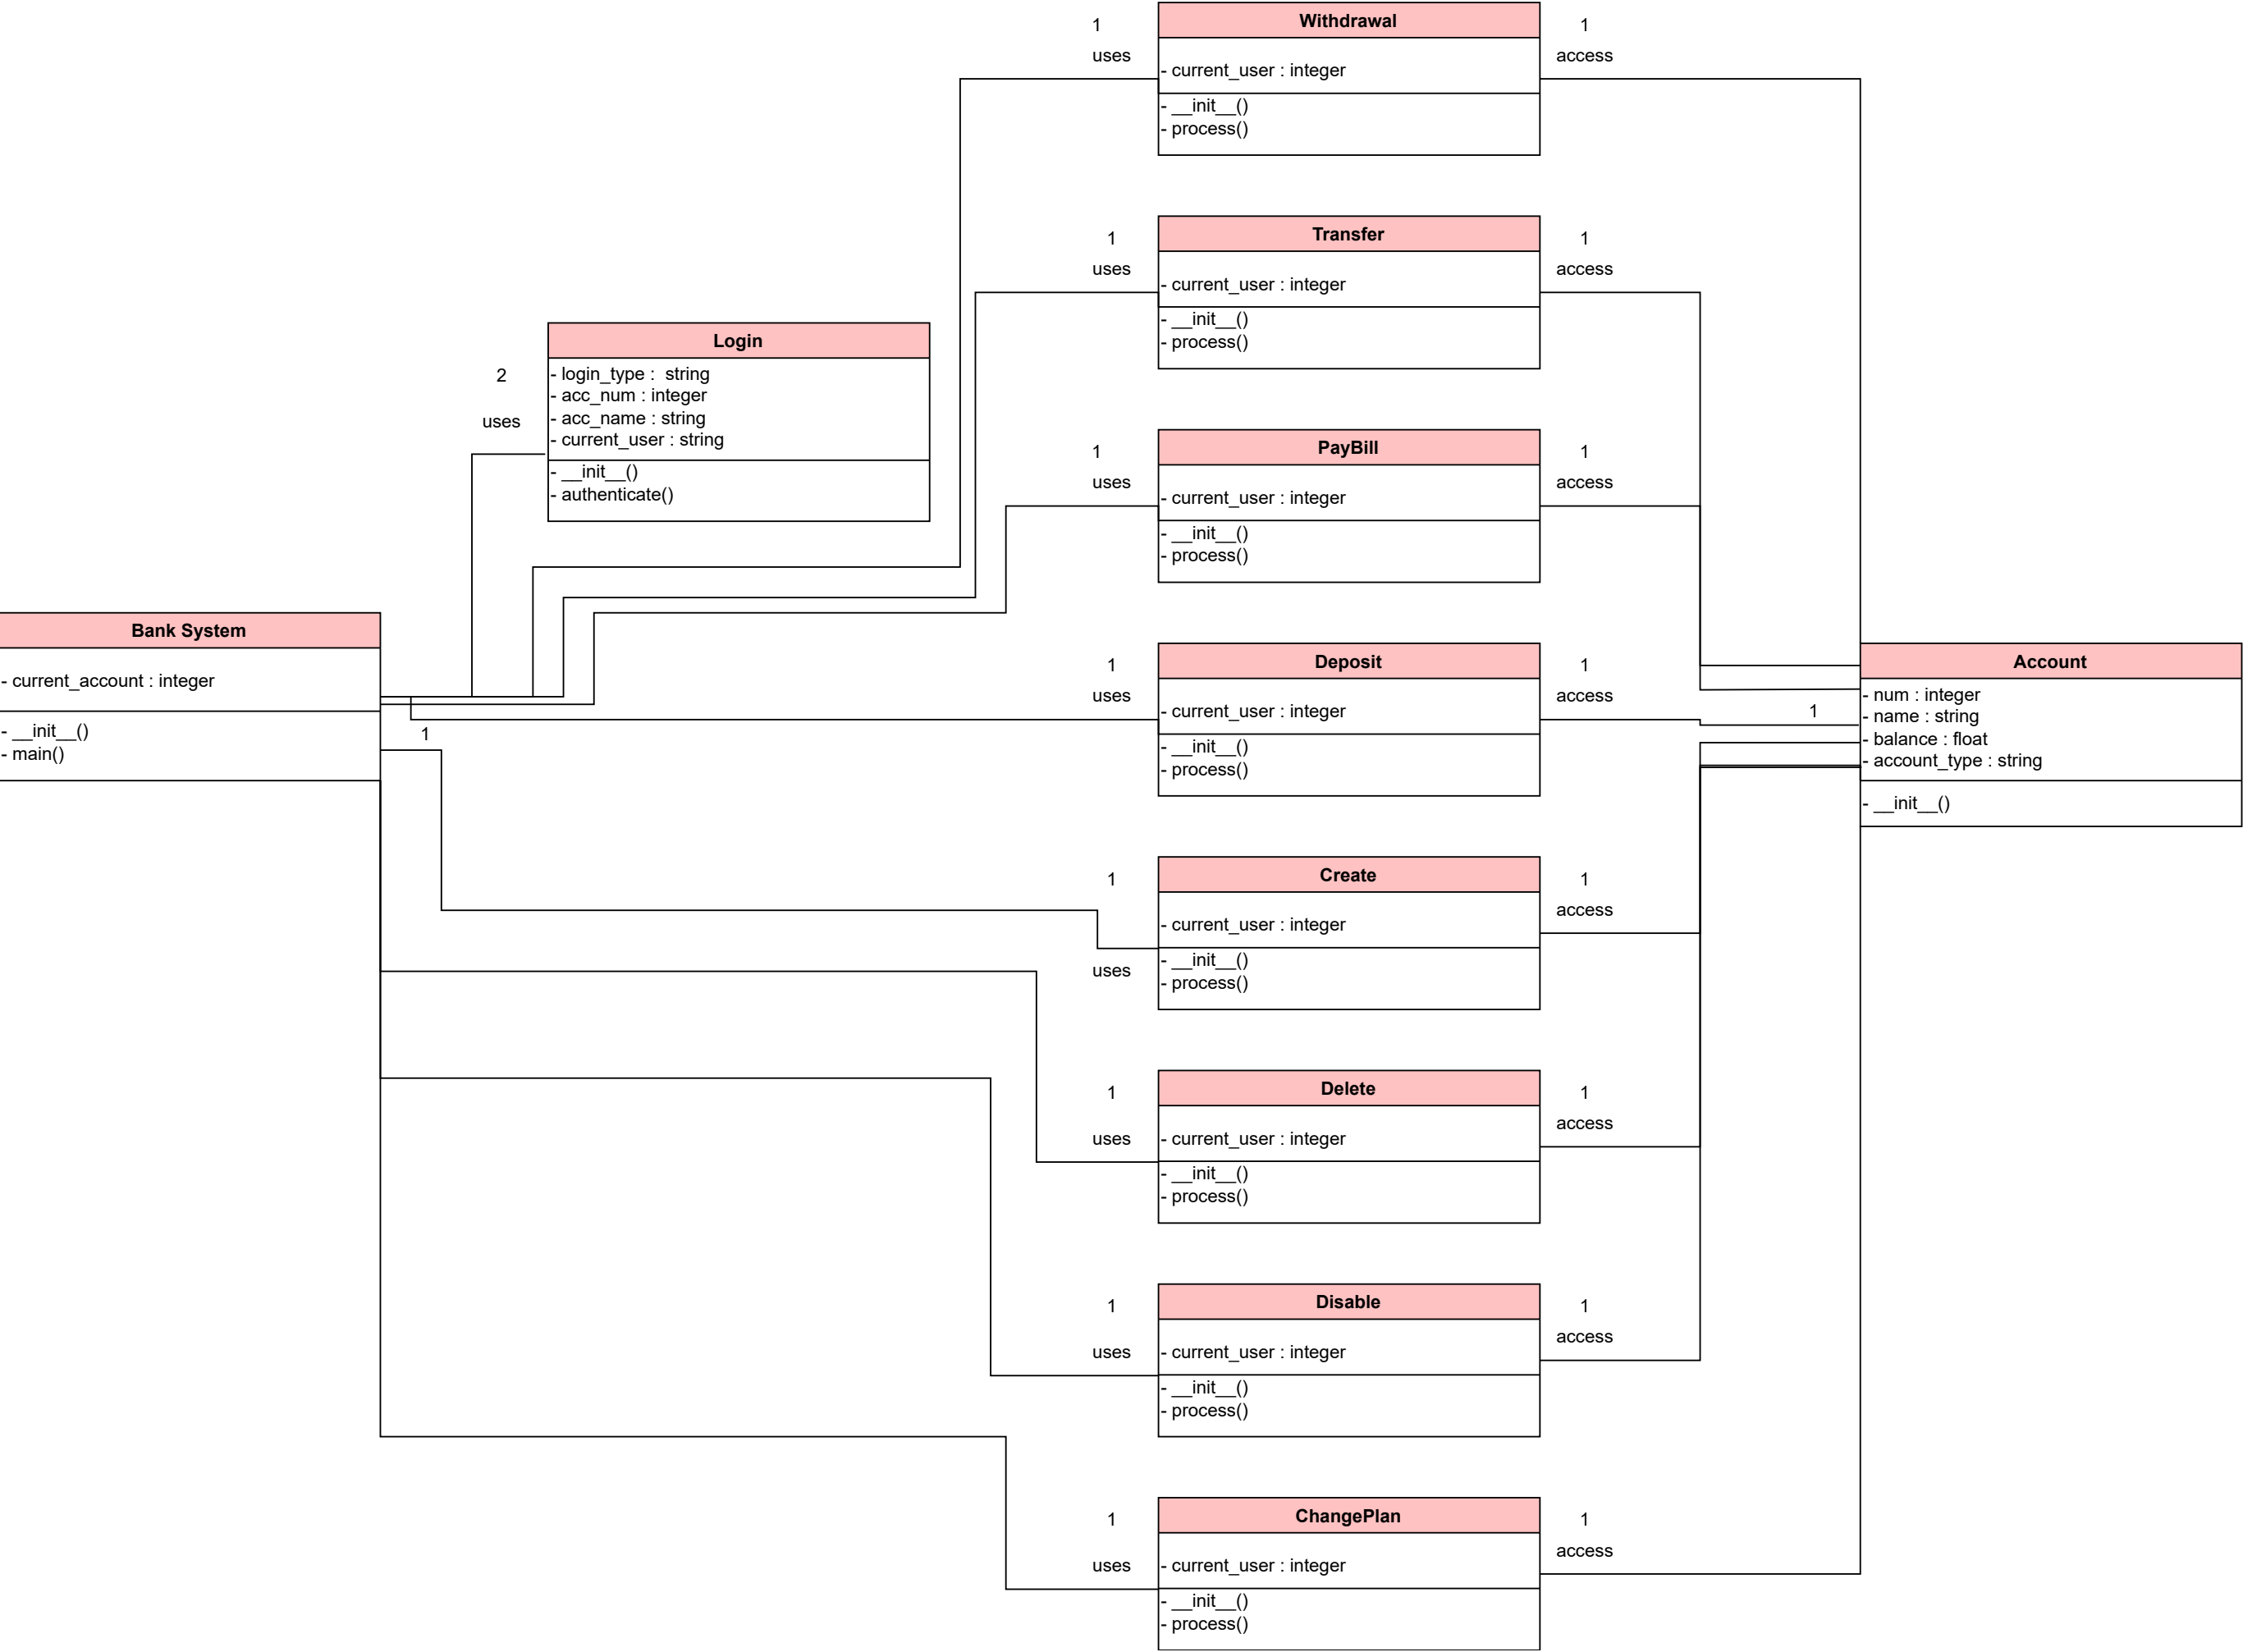 Withdrawal
1
uses
- current_user : integer
- __init__()
- process()
1
access
Transfer
1
uses
- current_user : integer
- __init__()
- process()
1
access
Login
2
uses
- login_type :  string
- acc_num : integer
- acc_name : string
- current_user : string
- __init__()
- authenticate()
PayBill
1
uses
- current_user : integer
- __init__()
- process()
1
access
Bank System
- current_account : integer
- __init__()
- main()
1
Deposit
1
uses
- current_user : integer
- __init__()
- process()
1
access
Account
1
- num : integer
- name : string
- balance : float
- account_type : string
- __init__()
Create
1
uses
- current_user : integer
- __init__()
- process()
1
access
Delete
1
uses
- current_user : integer
- __init__()
- process()
1
access
Disable
1
uses
- current_user : integer
- __init__()
- process()
1
access
ChangePlan
1
uses
- current_user : integer
- __init__()
- process()
1
access